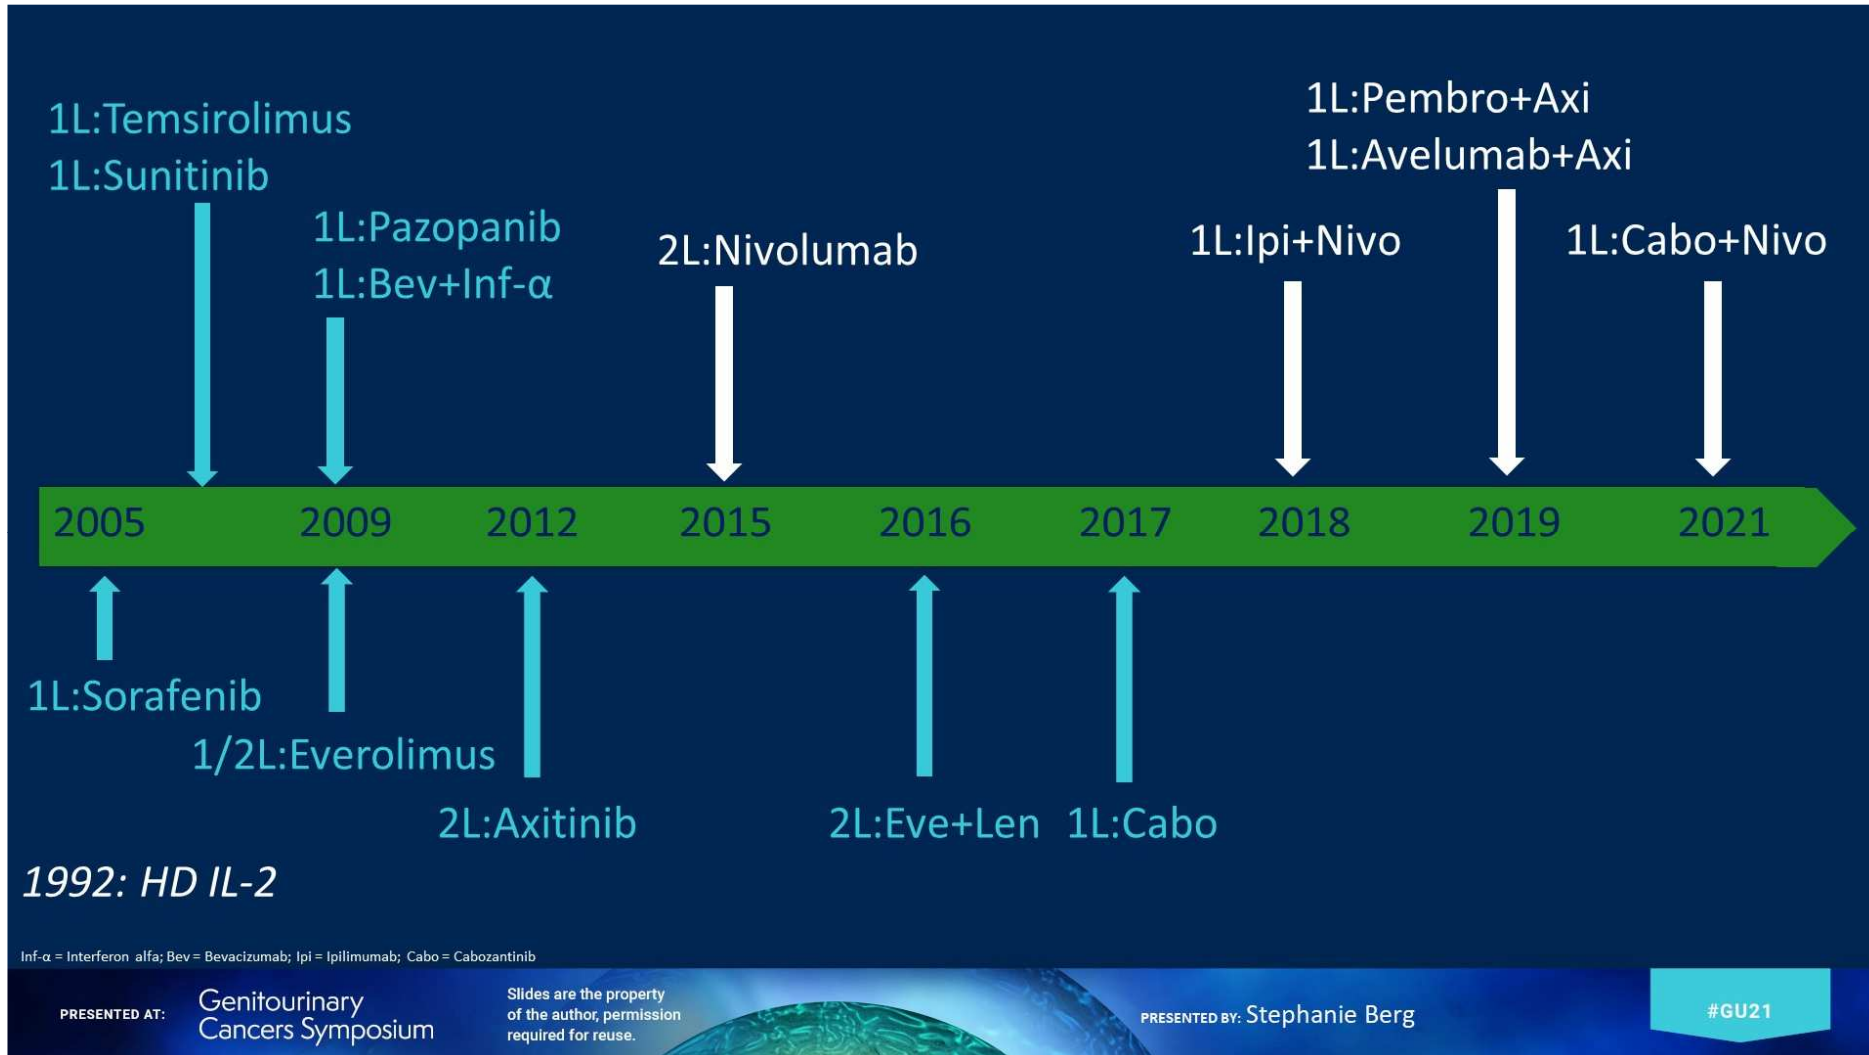 1L:Temsirolimus
1L:Sunitinib
1L:Pazopanib
1L:Bev+Inf-α
2L:Nivolumab
1L:Ipi+Nivo
1L:Pembro+Axi
1L:Avelumab+Axi
1L:Cabo+Nivo
2005 2009 2012 2015 2016 2017 2018 2019 2021
1L:Sorafenib
1/2L:Everolimus
2L:Axitinib
2L:Eve+Len
1L:Cabo
1992: HD IL-2
Inf-α = Interferon alfa; Bev = Bevacizumab; Ipi = Ipilimumab; Cabo = Cabozantinib
PRESENTED AT:
Genitourinary
Cancers Symposium
Slides are the property
of the author, permission
required for reuse.
PRESENTED BY: Stephanie Berg
#GU21